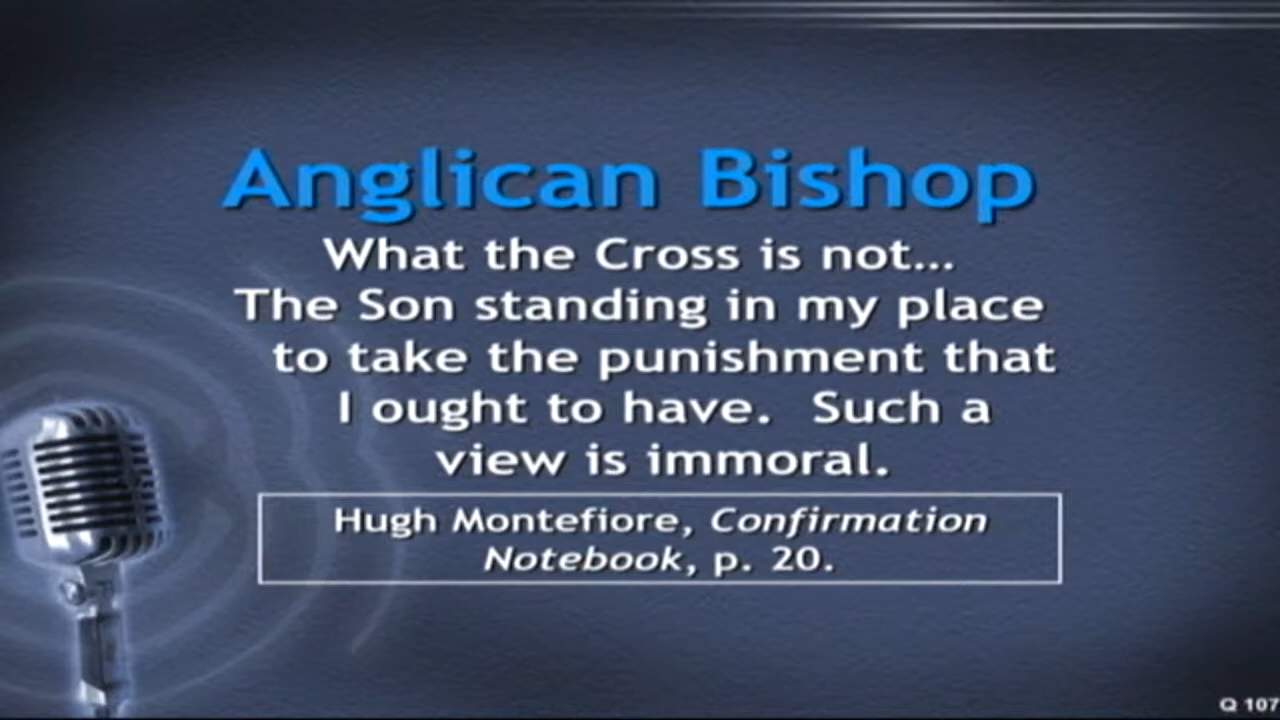 Anglican Bishop
What the Cross is not...
The Son standing in my place
to take the punishment that
I ought to have. Such a
view is immoral.
Hugh Montefiore, Confirmation
Notebook, p. 20.
Q 107